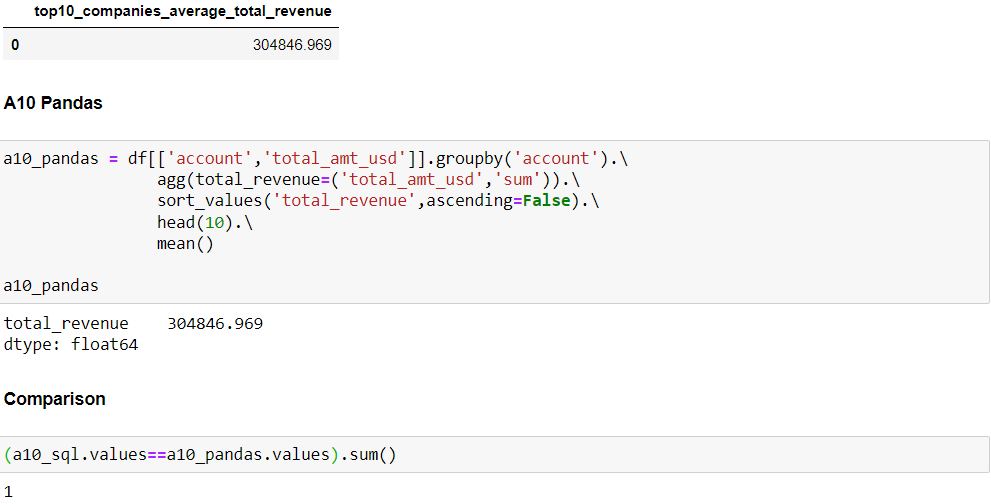 top10_companies_average_total_revenue
0 304846.969
A10 Pandas
a10_pandas = df[['account','total_amt_usd']].groupby('account').\
agg(total_revenue=('total_amt_usd','sum')).\
sort_values('total_revenue',ascending=False).\
head(10).\
mean()
a10_pandas
total_revenue 304846.969
dtype: float64
Comparison
(a10_sql.values==a10_pandas.values).sum()
1